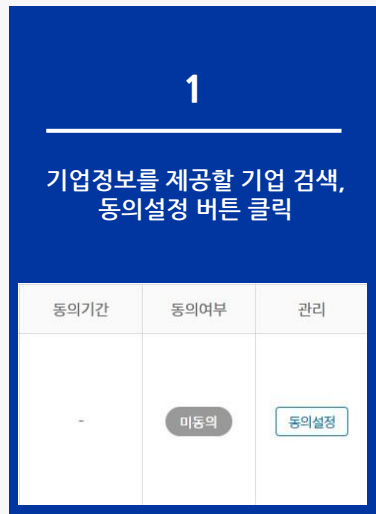 1
기업정보를 제공할 기업 검색,
동의설정 버튼 클릭
동의기간 동의여부 관리
- 미동의 동의설정